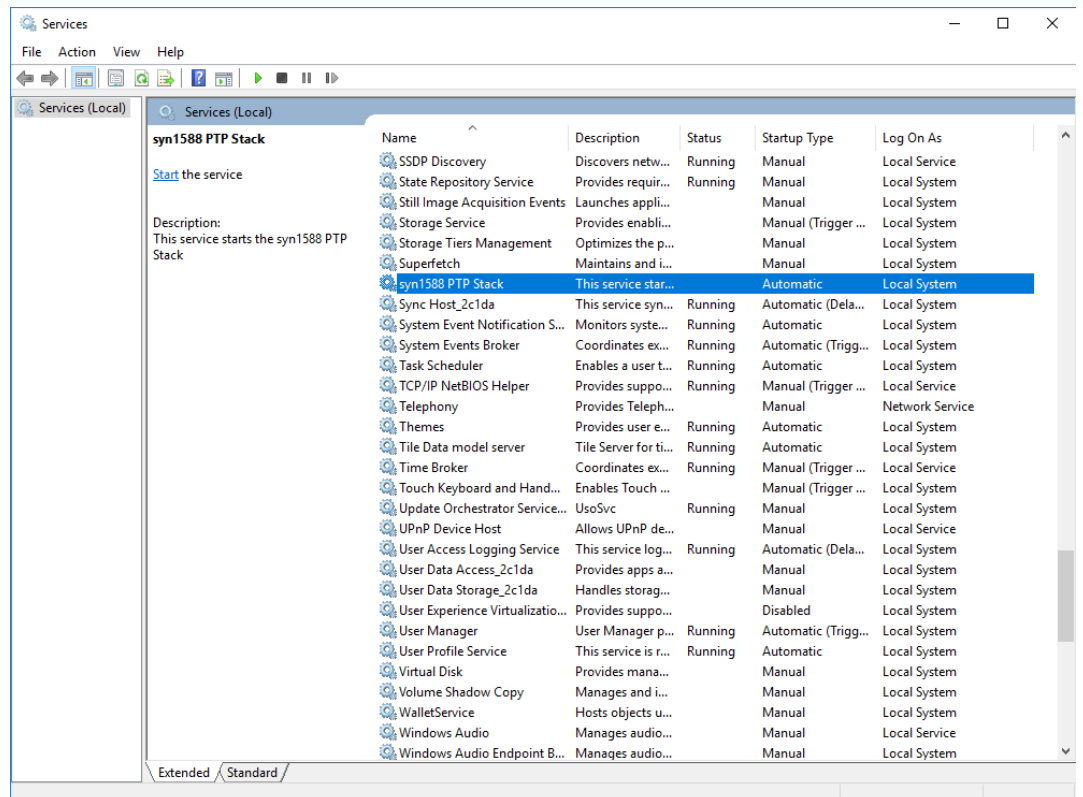 Services
File Action View Help
Services (Local)
Services (Local)
syn1588 PTP Stack
Start the service
Description:
This service starts the syn1588 PTP
Stack
Name Description Status Startup Type Log On As
SSDP Discovery Discovers netw... Running Manual Local Service
State Repository Service Provides requir... Running Manual Local System
Still Image Acquisition Events Launches appli... Manual Local System
Storage Service Provides enabli... Manual (Trigger ... Local System
Storage Tiers Management Optimizes the p... Manual Local System
Superfetch Maintains and i... Manual Local System
syn1588 PTP Stack This service star... Automatic Local System
Sync Host_2c1da This service syn... Running Automatic (Dela... Local System
System Event Notification S... Monitors syste... Running Automatic Local System
System Events Broker Coordinates ex... Running Automatic (Trigg... Local System
Task Scheduler Enables a user t... Running Automatic Local System
TCP/IP NetBIOS Helper Provides suppo... Running Manual (Trigger ... Local Service
Telephony Provides Teleph... Manual Network Service
Themes Provides user e... Running Automatic Local System
Tile Data model server Tile Server for ti... Running Automatic Local System
Time Broker Coordinates ex... Running Manual (Trigger ... Local Service
Touch Keyboard and Hand... Enables Touch ... Manual (Trigger ... Local System
Update Orchestrator Service... UsoSvc Running Manual Local System
UPnP Device Host Allows UPnP de... Manual Local Service
User Access Logging Service This service log... Running Automatic (Dela... Local System
User Data Access_2c1da Provides apps a... Manual Local System
User Data Storage_2c1da Handles storag... Manual Local System
User Experience Virtualizatio... Provides suppo... Disabled Local System
User Manager User Manager p... Running Automatic (Trigg... Local System
User Profile Service This service is r... Running Automatic Local System
Virtual Disk Provides mana... Manual Local System
Volume Shadow Copy Manages and i... Manual Local System
WalletService Hosts objects u... Manual Local System
Windows Audio Manages audio... Manual Local Service
Windows Audio Endpoint B... Manages audio... Manual Local System
Extended Standard